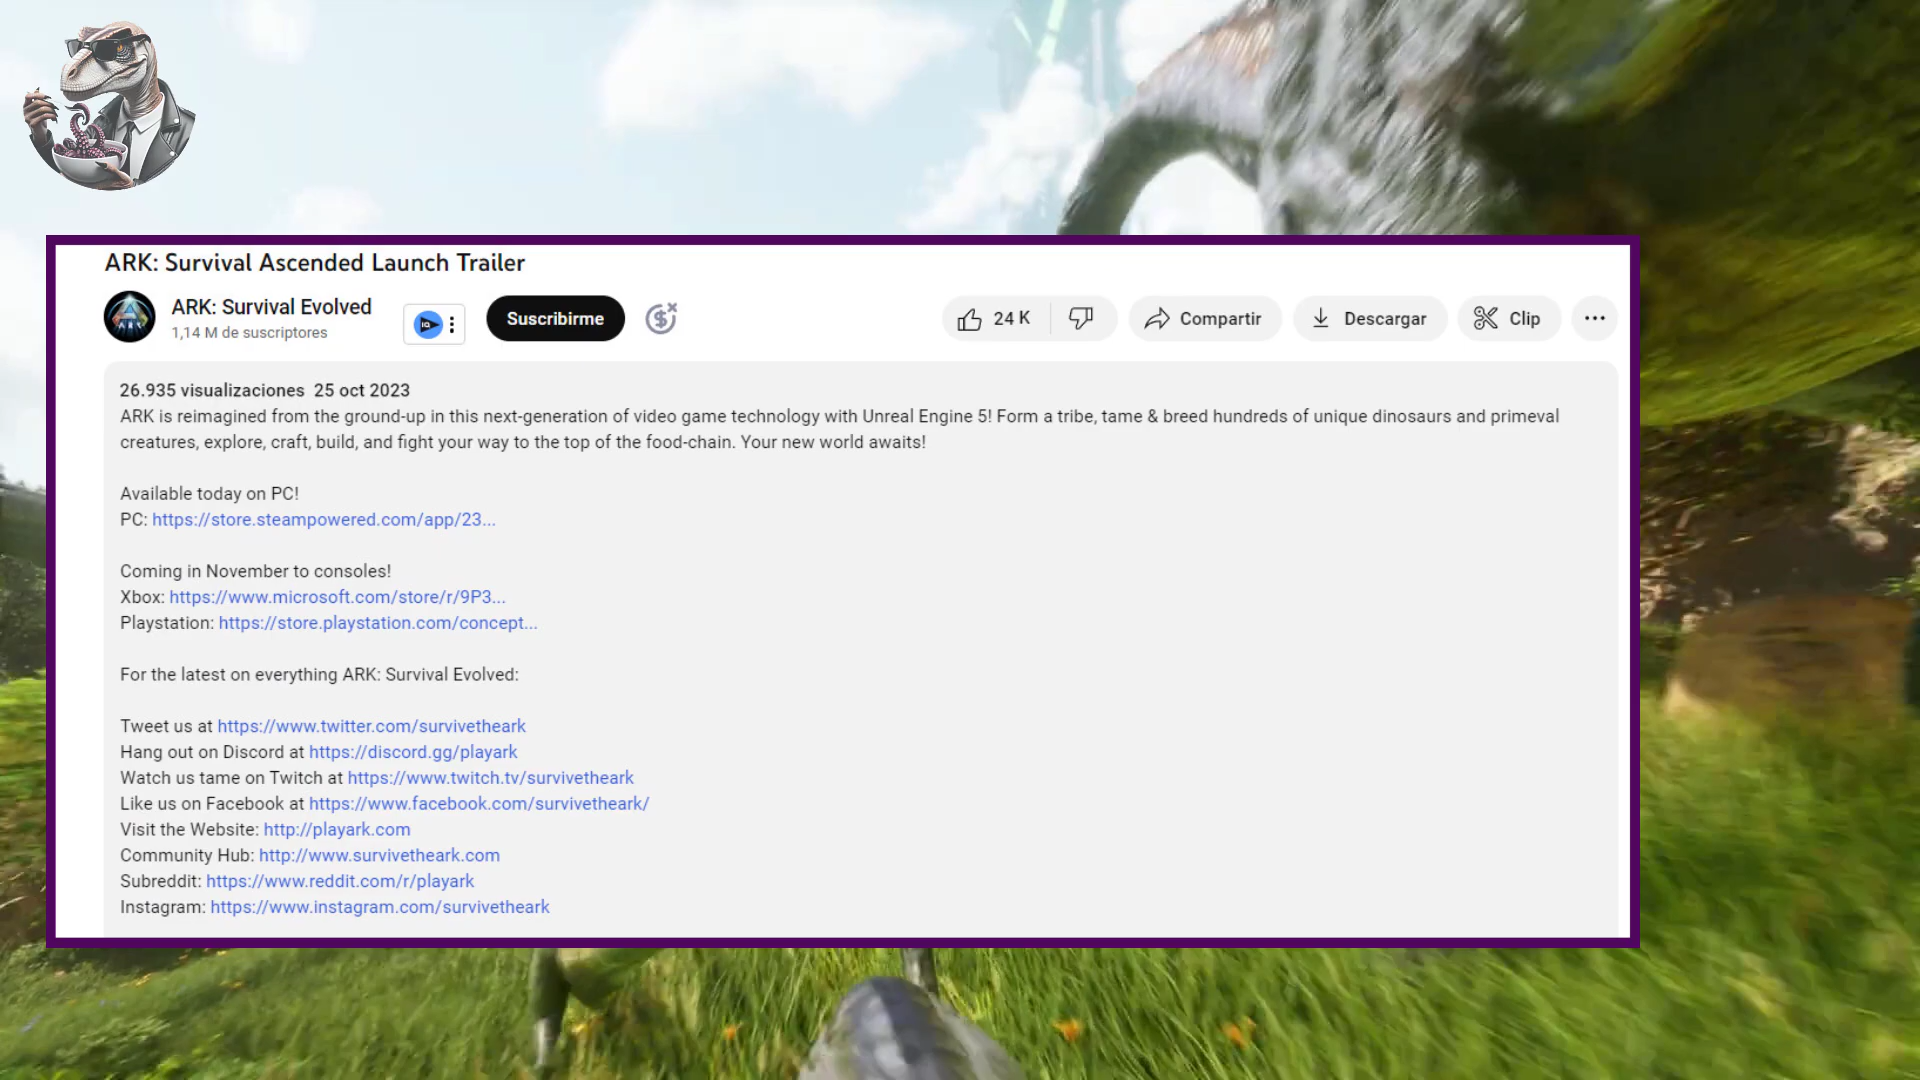 ARK: Survival Ascended Launch Trailer
ARK: Survival Evolved
1,14 M de suscriptores
Suscribirme
24 K
Compartir
Descargar
Clip
26.935 visualizaciones 25 oct 2023
ARK is reimagined from the ground-up in this next-generation of video game technology with Unreal Engine 5! Form a tribe, tame & breed hundreds of unique dinosaurs and primeval
creatures, explore, craft, build, and fight your way to the top of the food-chain. Your new world awaits!
Available today on PC!
PC: https://store.steampowered.com/app/23...
Coming in November to consoles!
Xbox: https://www.microsoft.com/store/r/9P3...
Playstation: https://store.playstation.com/concept...
For the latest on everything ARK: Survival Evolved:
Tweet us at https://www.twitter.com/survivetheark
Hang out on Discord at https://discord.gg/playark
Watch us tame on Twitch at https://www.twitch.tv/survivetheark
Like us on Facebook at https://www.facebook.com/survivetheark/
Visit the Website: http://playark.com
Community Hub: http://www.survivetheark.com
Subreddit: https://www.reddit.com/r/playark
Instagram: https://www.instagram.com/survivetheark